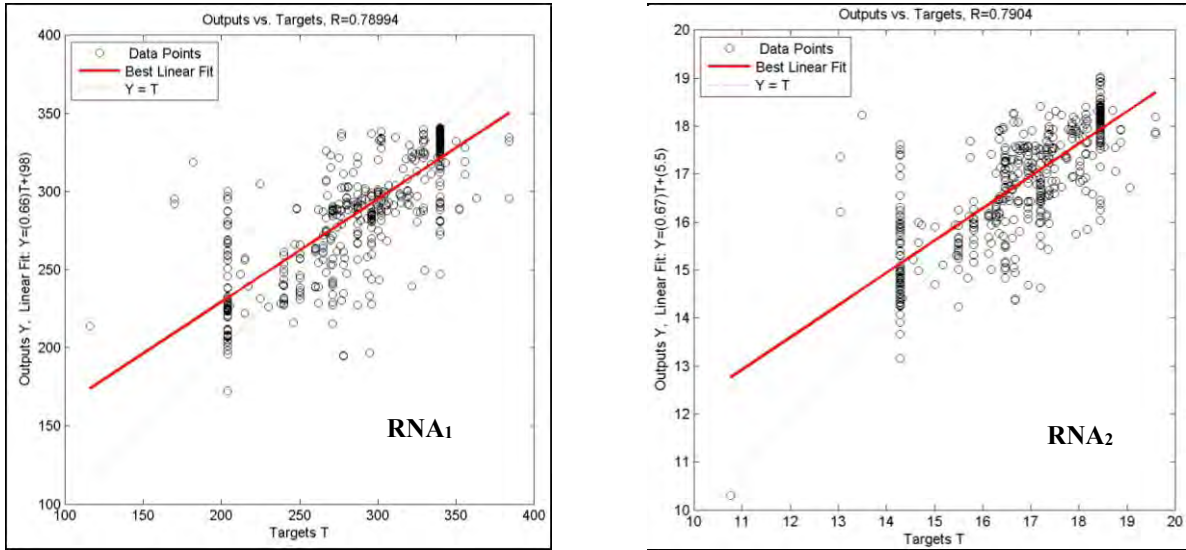 Outputs vs. Targets, R=0.78994
400
350
300
250
200
150
100
Outputs Y, Linear Fit: Y=(0.66)T+(98)
Data Points
Best Linear Fit
Y = T
RNA1
100 150 200 250 300 350 400
Targets T
Outputs vs. Targets, R=0.7904
20
19
18
17
16
15
14
13
12
11
10
Outputs Y, Linear Fit: Y=(0.67)T+(5.5)
Data Points
Best Linear Fit
Y = T
RNA2
10 11 12 13 14 15 16 17 18 19 20
Targets T